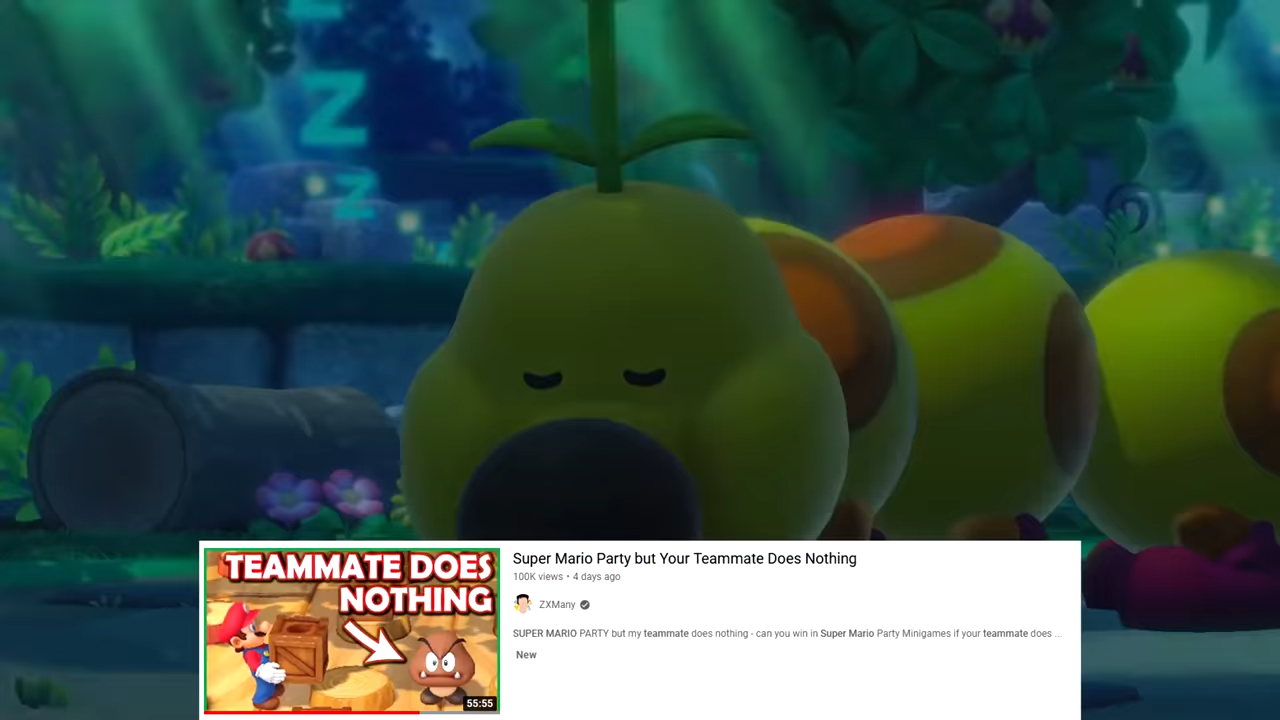 Z
Z
TEAMMATE DOES
NOTHING
55:55
Super Mario Party but Your Teammate Does Nothing
100K views • 4 days ago
ZXMany
SUPER MARIO PARTY but my teammate does nothing - can you win in Super Mario Party Minigames if your teammate does ...
New